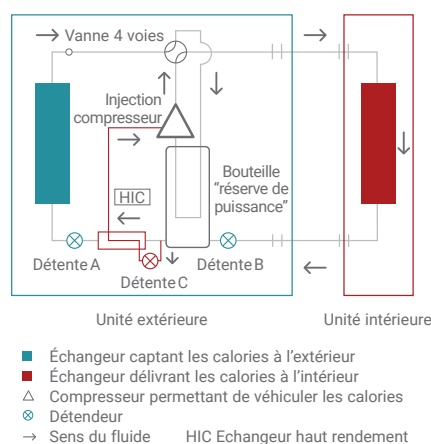 Vanne 4 voies
Injection
compresseur
Bouteille
“réserve de
puissance”
HIC
Détente A
Détente B
Détente C
Unité extérieure
Unité intérieure
Échangeur captant les calories à l’extérieur
Échangeur délivrant les calories à l’intérieur
Compresseur permettant de véhiculer les calories
Détendeur
Sens du fluide HIC Echangeur haut rendement